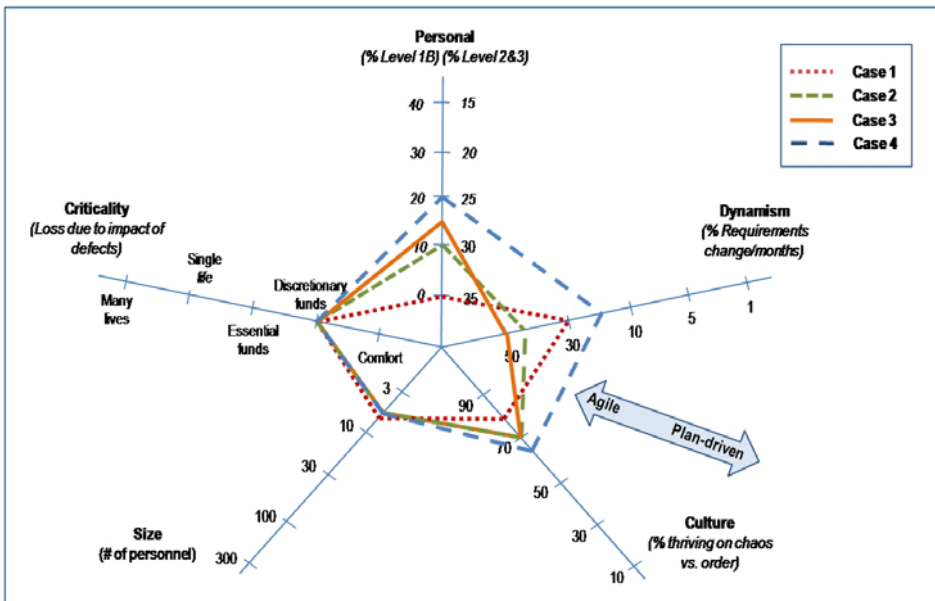 Personal
(% Level 1B) (% Level 2&3)
Case 1
Case 2
Case 3
Case 4
40 15
30 20
20 25
10 30
0 35
Criticality
(Loss due to impact of
defects)
Many
lives
Single
life
Essential
funds
Discretionary
funds
Comfort
Dynamism
(% Requirements
change/months)
50
30
10
5
1
Agile
Plan-driven
3
10
30
100
300
Size
(# of personnel)
90
70
50
30
10
Culture
(% thriving on chaos
vs. order)